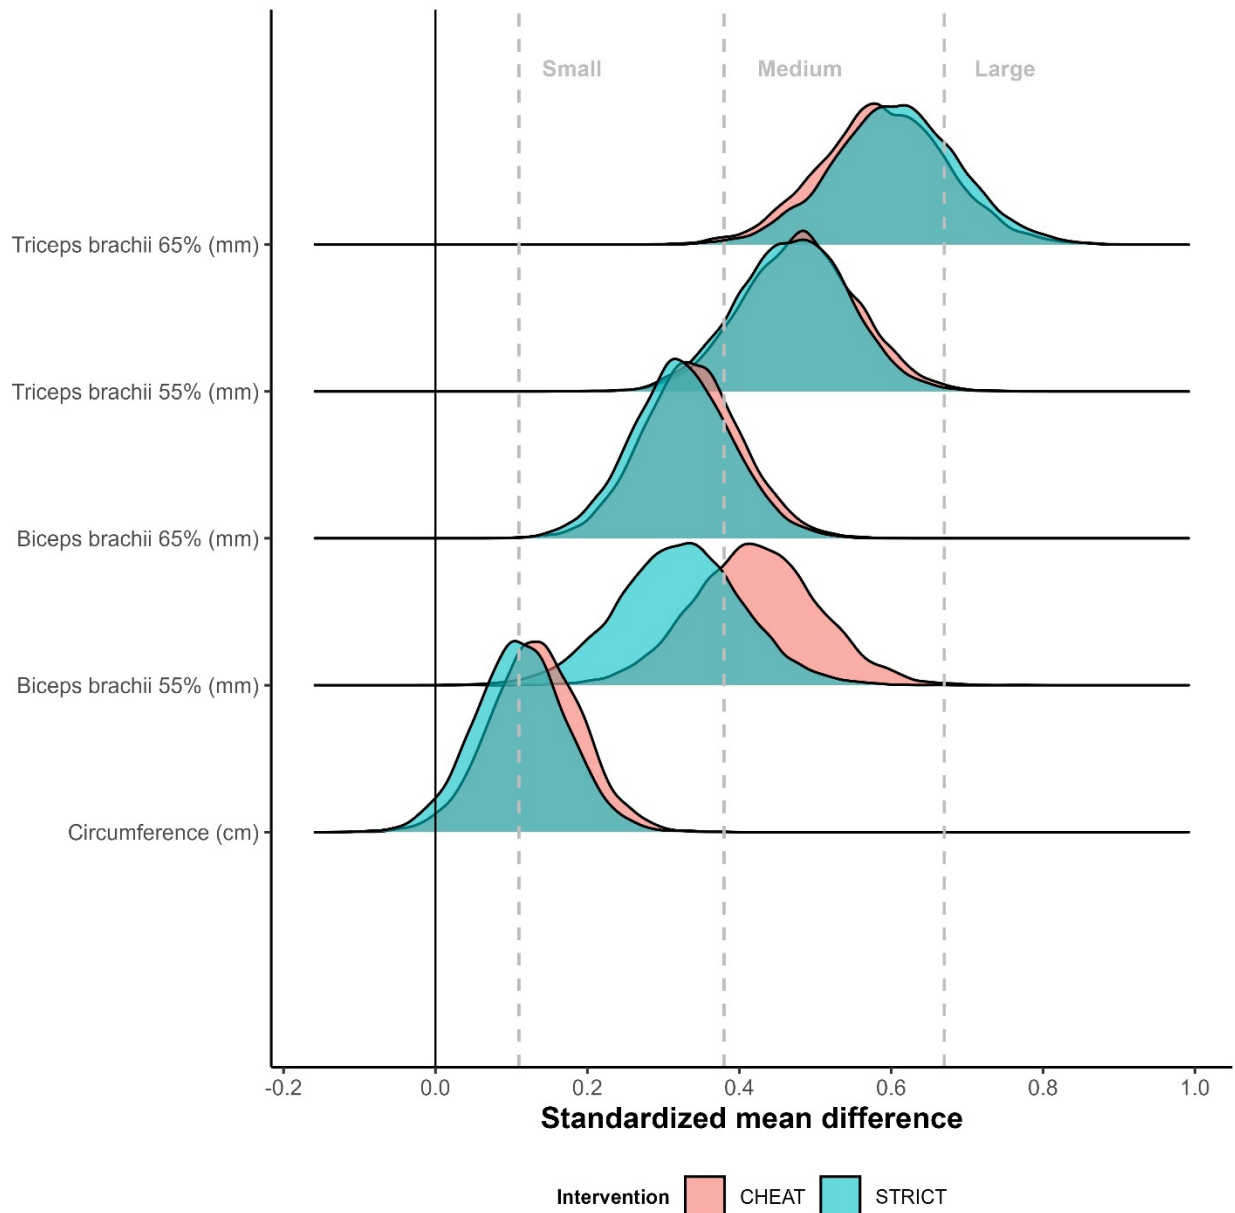 Small Medium Large
Triceps brachii 65% (mm)
Triceps brachii 55% (mm)
Biceps brachii 65% (mm)
Biceps brachii 55% (mm)
Circumference (cm)
-0.2 0.0 0.2 0.4 0.6 0.8 1.0
Standardized mean difference
Intervention CHEAT STRICT